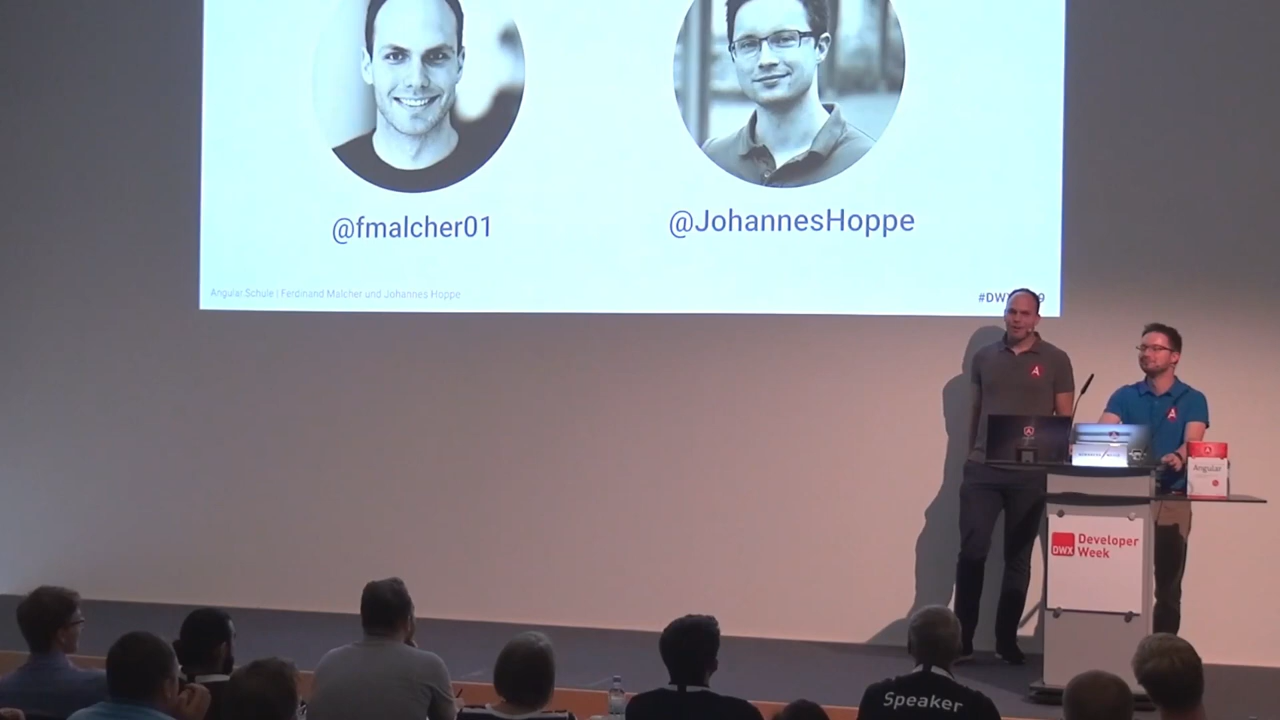 @fmalcher01
@JohannesHoppe
Angular.Schule | Ferdinand Malcher und Johannes Hoppe
Angular
DWX
Developer
Week
Speaker